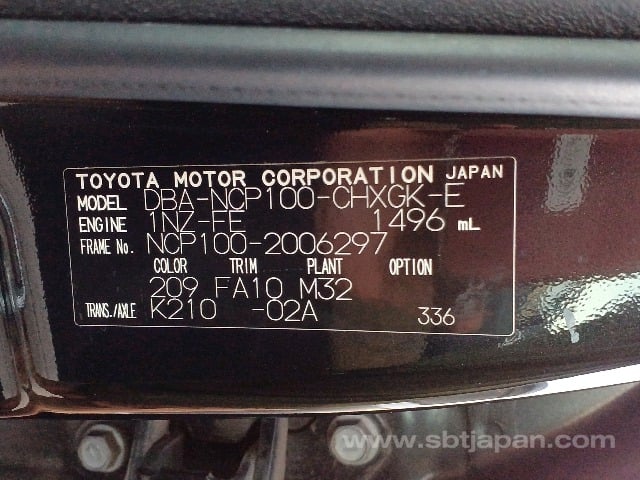 TOYOTA MOTOR CORPORATION JAPAN
MODEL DBA-NCP100-CHXGK-E
ENGINE 1NZ-FE 1496 mL
FRAME No. NCP100-2006297
COLOR TRIM PLANT OPTION
209 FA10 M32
TRANS./AXLE K210 -02A 336
www.sbtjapan.com